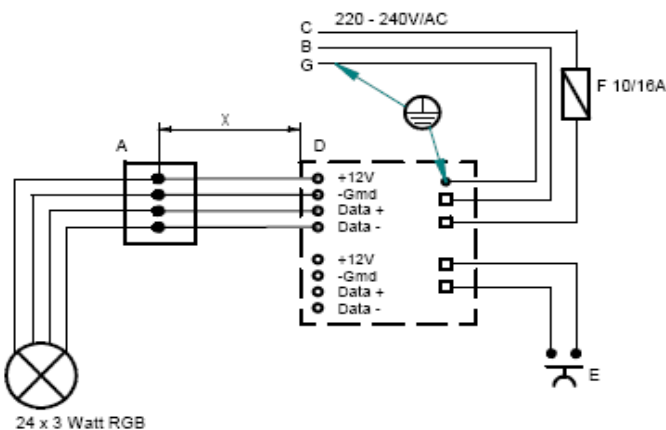 C 220 - 240V/AC
B
G
F 10/16A
X
A
D
+12V
-Gmd
Data +
Data -
+12V
-Gmd
Data +
Data -
E
24 x 3 Watt RGB